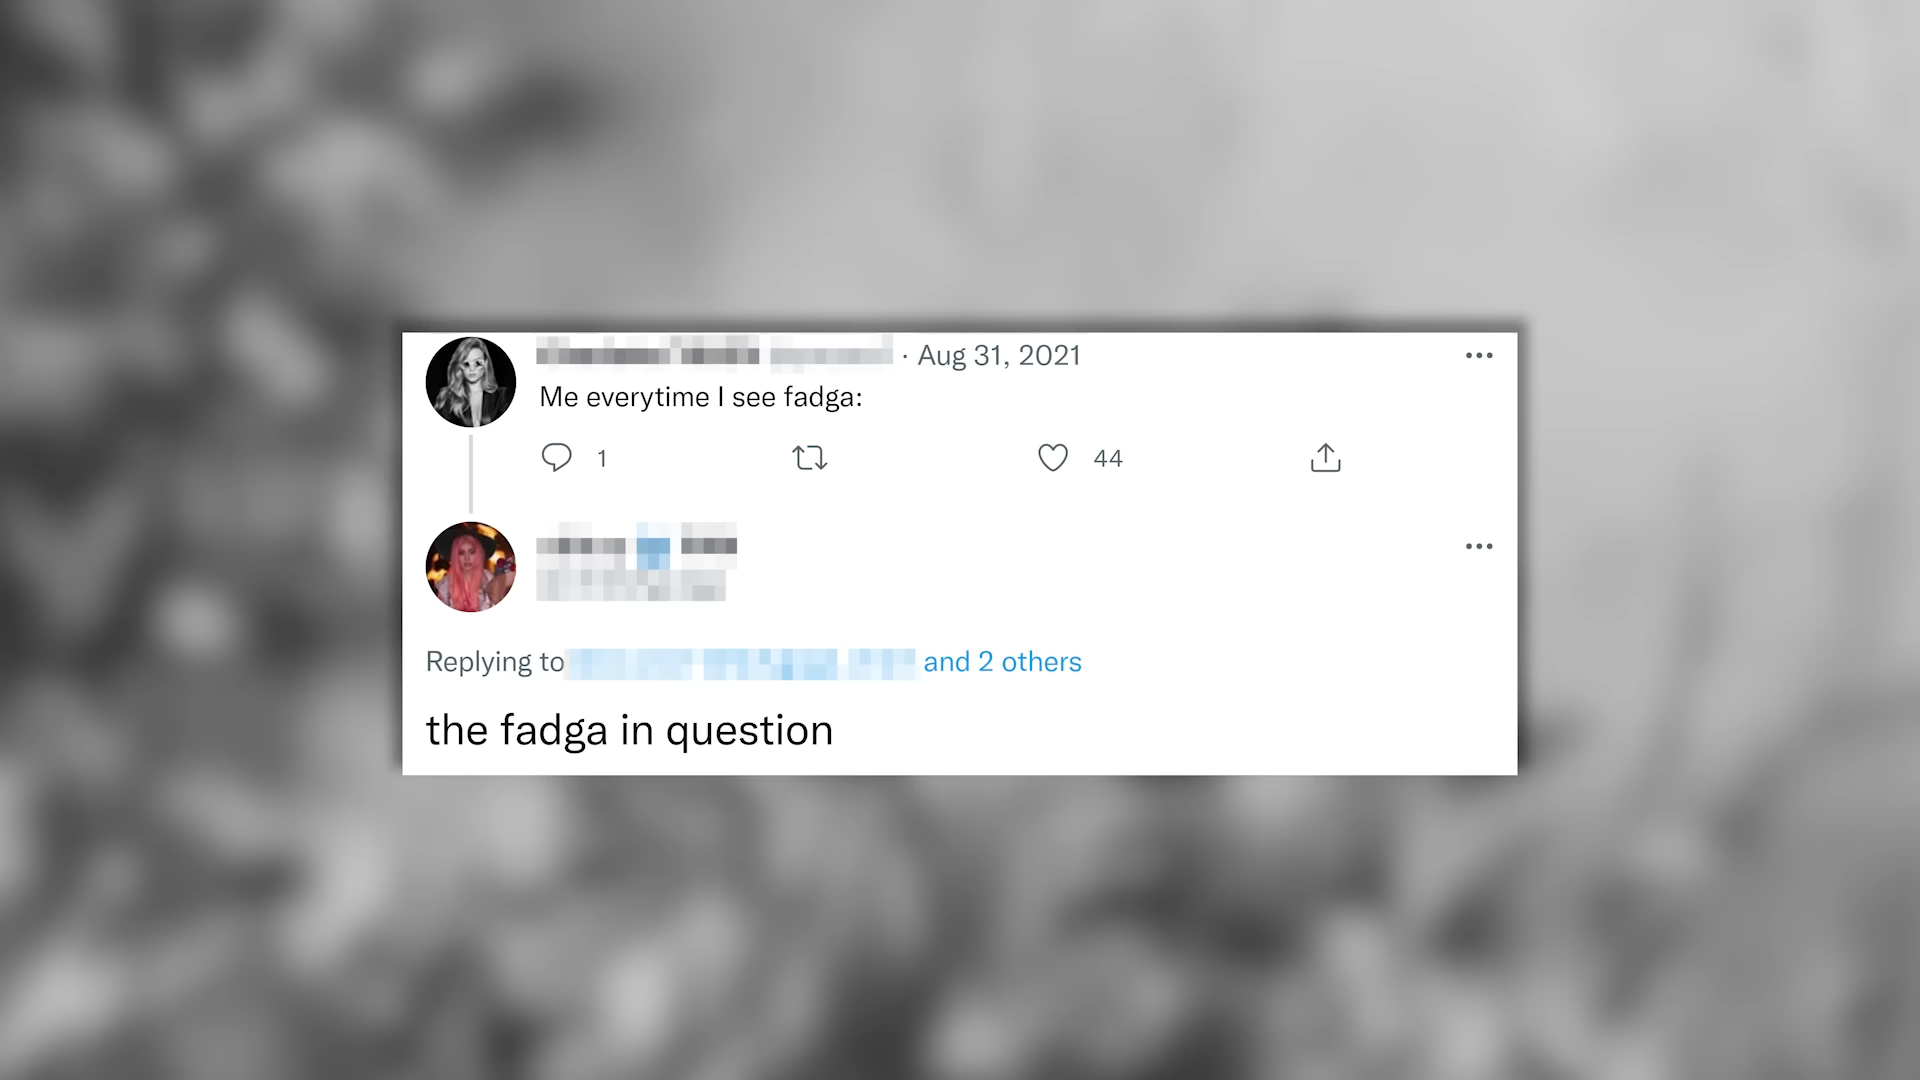 · Aug 31, 2021
Me everytime I see fadga:
1
44
Replying to and 2 others
the fadga in question